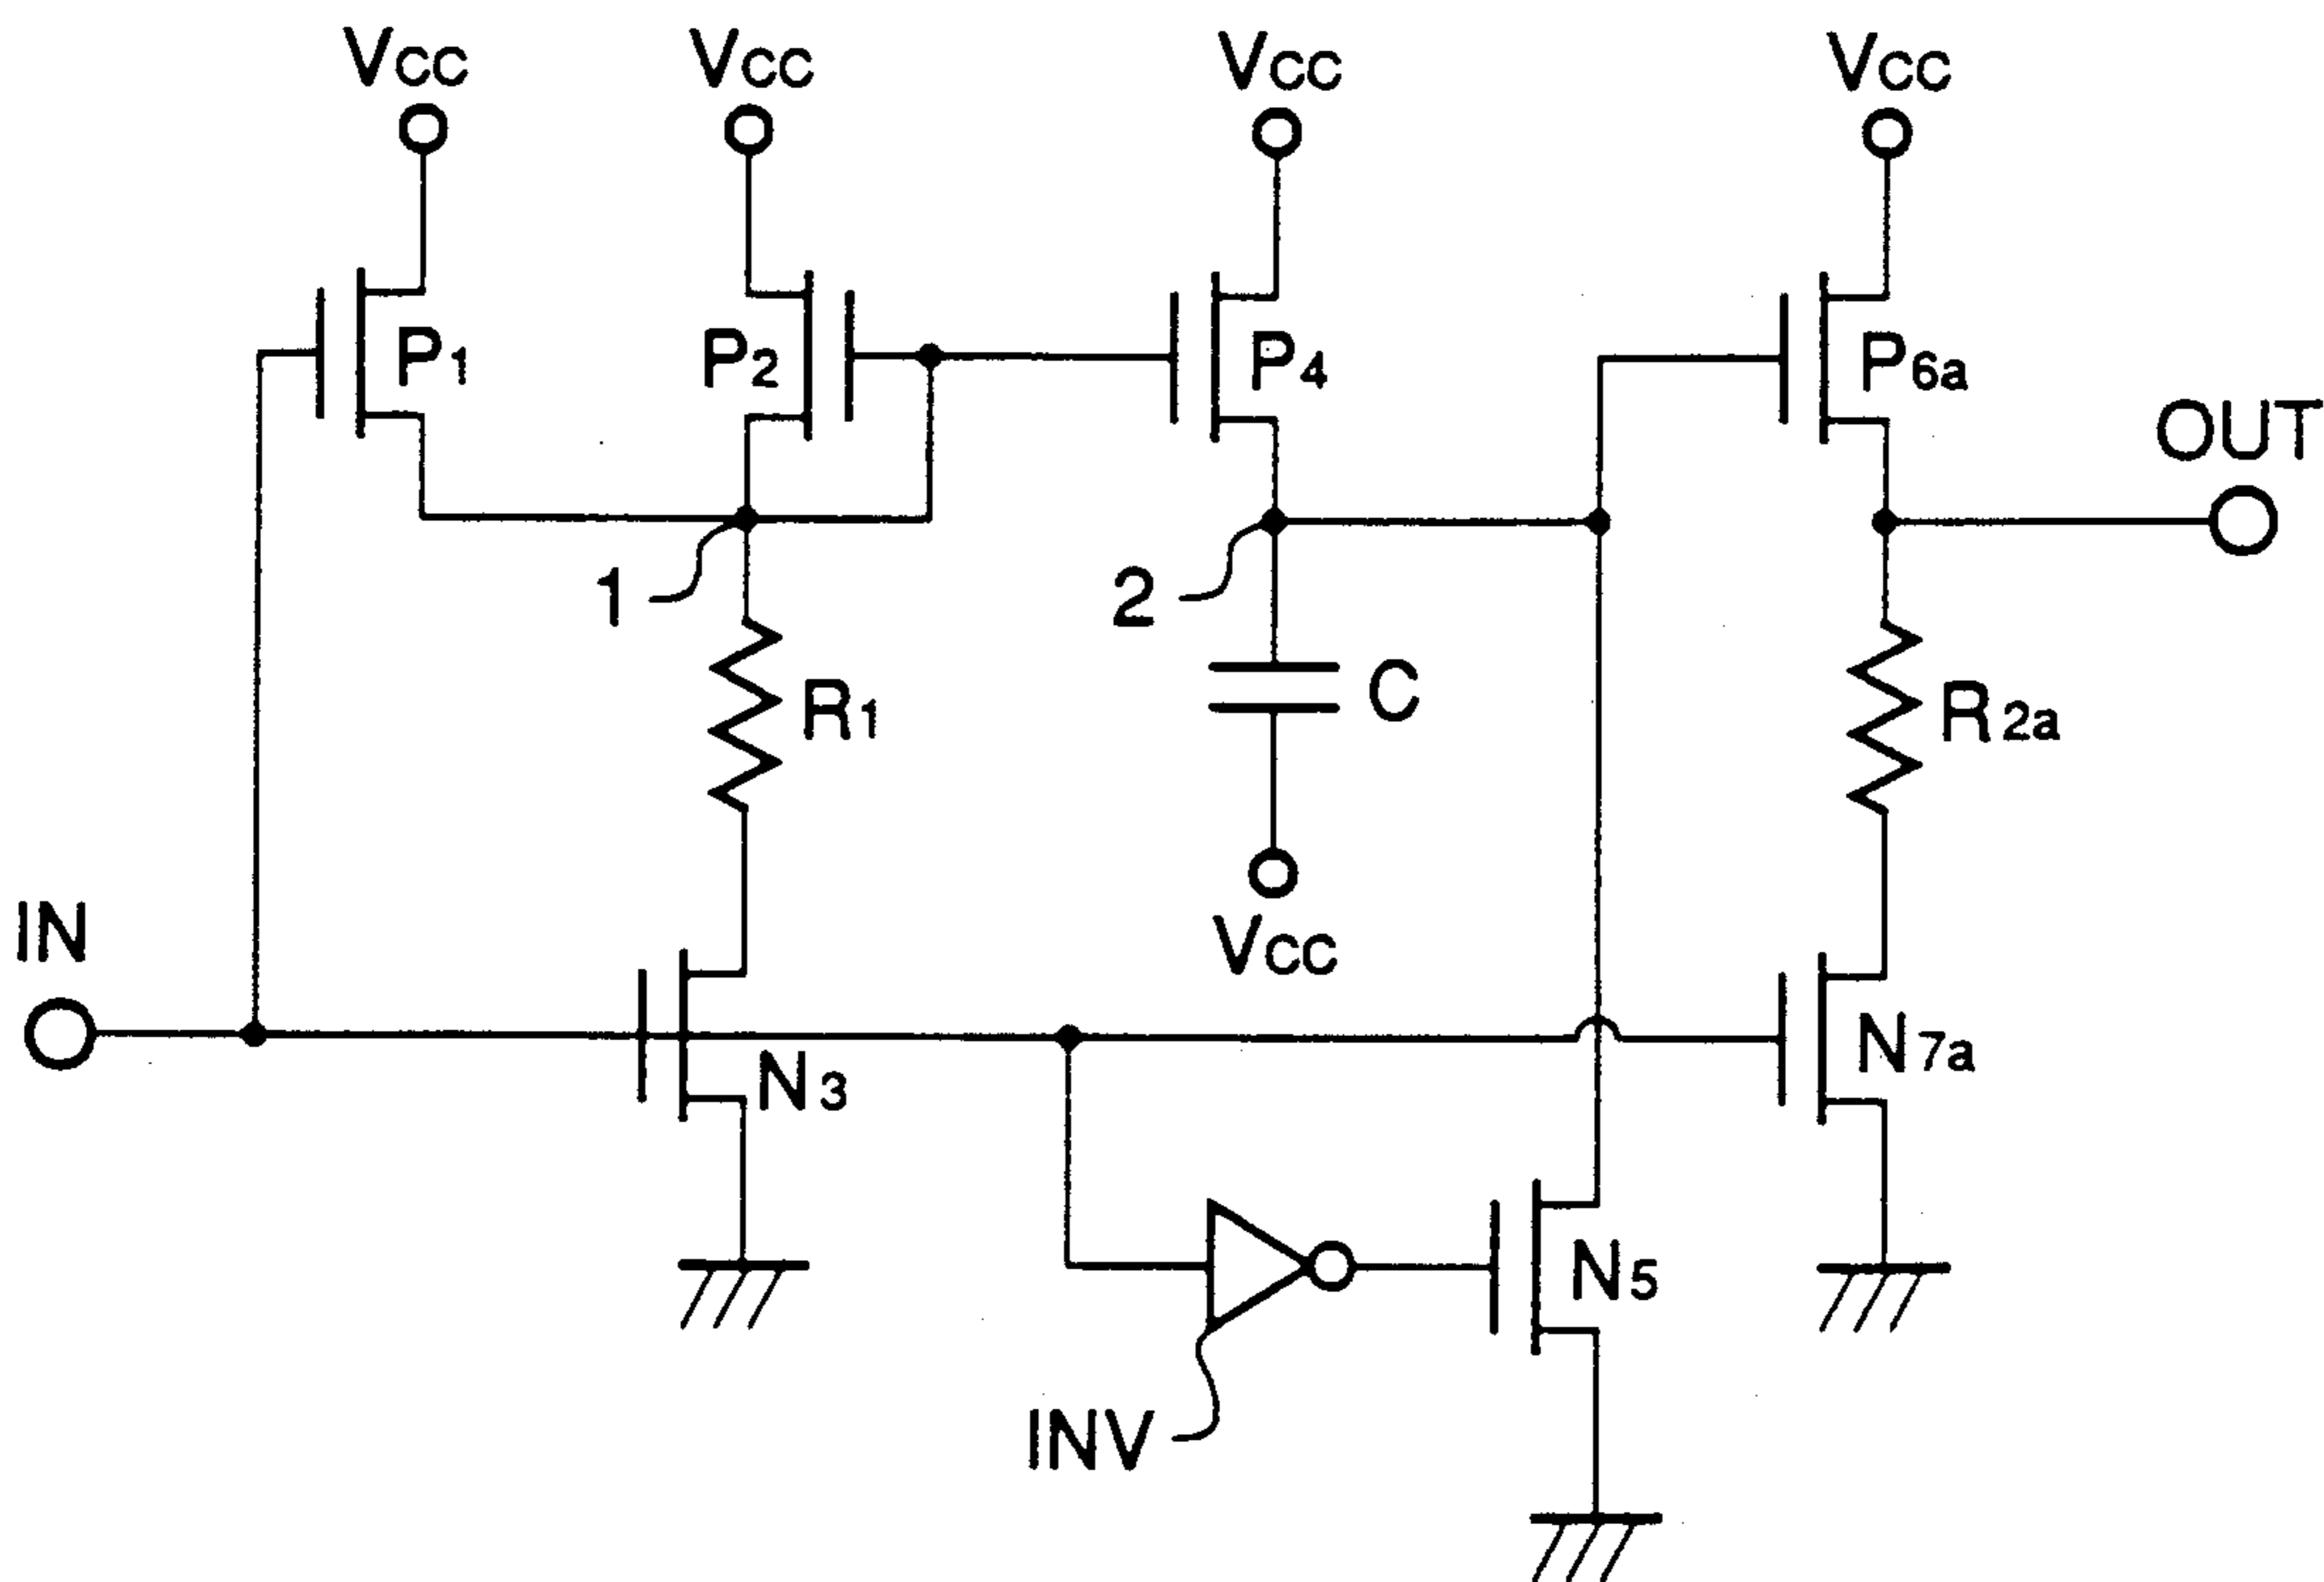 Vcc Vcc Vcc Vcc
P1 P2 P4 P6a
OUT
1 2
R1 C R2a
Vcc
IN
N3 N7a
N5
INV